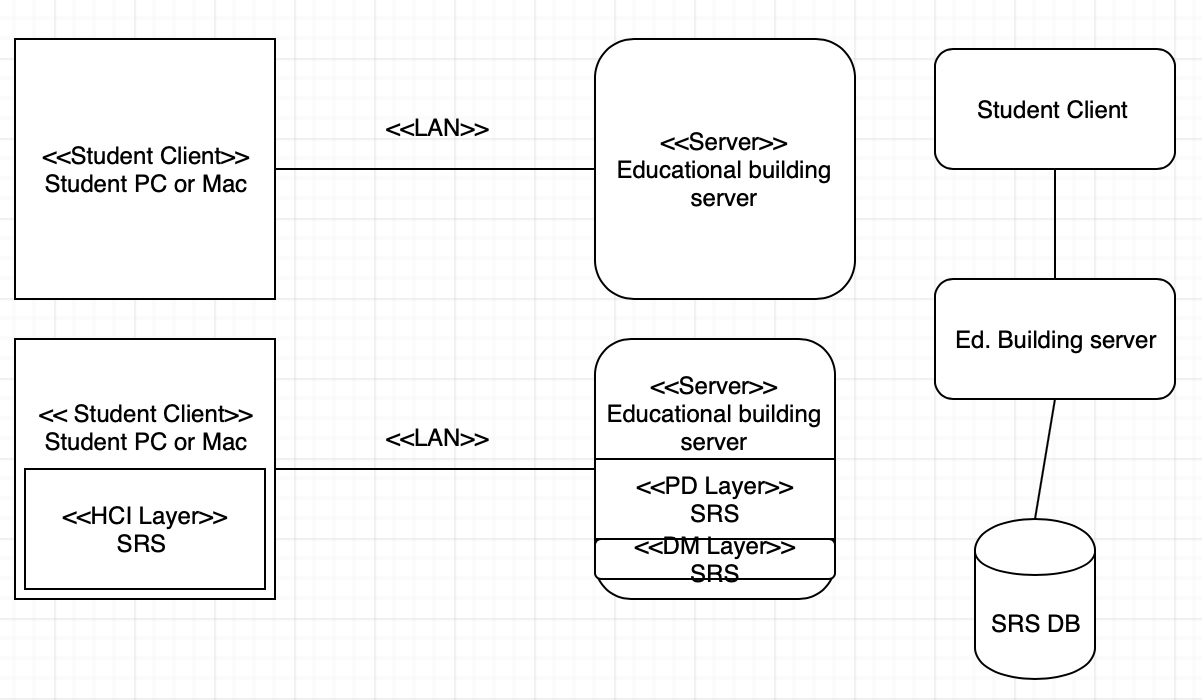 <<Student Client>>
Student PC or Mac
<<LAN>>
<<Server>>
Educational building
server
Student Client
Ed. Building server
<< Student Client>>
Student PC or Mac
<<HCI Layer>>
SRS
<<LAN>>
<<Server>>
Educational building
server
<<PD Layer>>
SRS
<<DM Layer>>
SRS
SRS DB